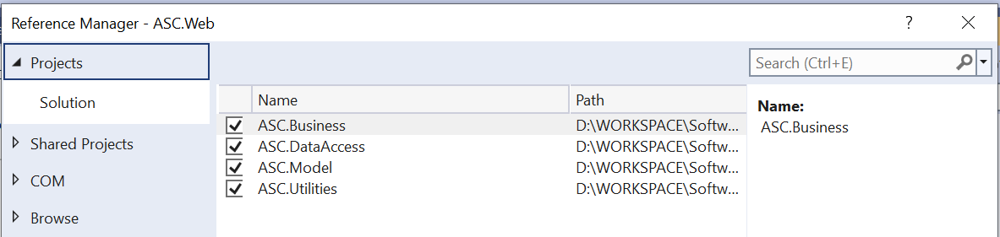 Reference Manager - ASC.Web
?
Projects
Search (Ctrl+E)
Solution
Shared Projects
COM
Browse
Name Path
ASC.Business D:\WORKSPACE\Softw...
ASC.DataAccess D:\WORKSPACE\Softw...
ASC.Model D:\WORKSPACE\Softw...
ASC.Utilities D:\WORKSPACE\Softw...
Name:
ASC.Business